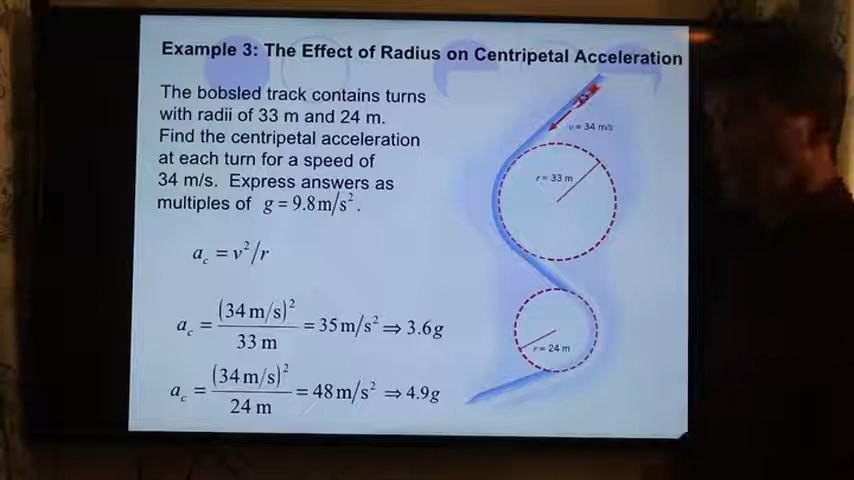 Example 3: The Effect of Radius on Centripetal Acceleration
The bobsled track contains turns
with radii of 33 m and 24 m.
Find the centripetal acceleration
at each turn for a speed of
34 m/s. Express answers as
multiples of g = 9.8 m/s².
v = 34 m/s
r = 33 m
a_c = v²/r
a_c = (34 m/s)² / 33 m = 35 m/s² ⇒ 3.6g
r = 24 m
a_c = (34 m/s)² / 24 m = 48 m/s² ⇒ 4.9g